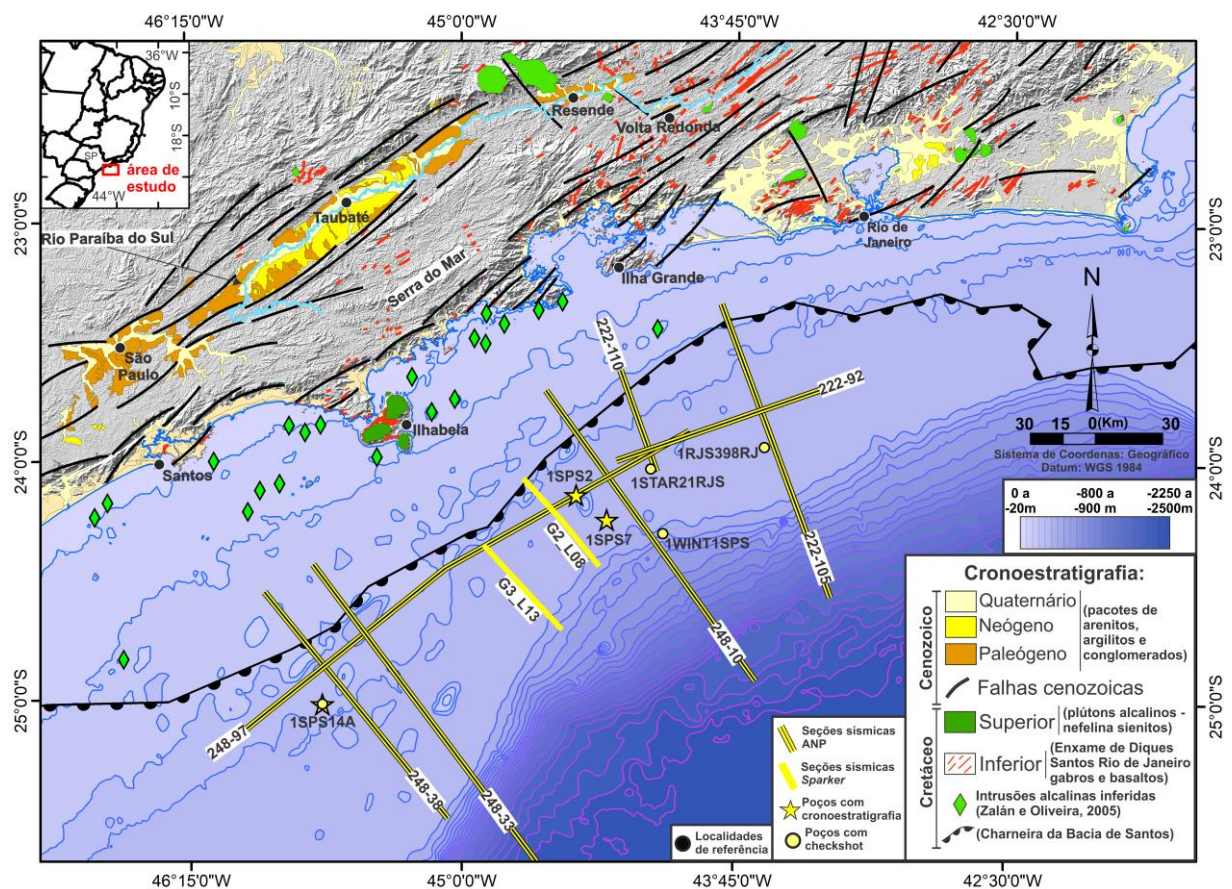 46°15'0"W
45°0'0"W
43°45'0"W
42°30'0"W
36°W
10°S
18°S
SP
área de
estudo
44°W
Resende
Volta Redonda
Taubaté
Rio de
Janeiro
23°0'0"S
23°0'0"S
Rio Paraíba do Sul
Serra do Mar
Ilha Grande
N
São
Paulo
222-110
222-92
30 15 0(Km) 30
Sistema de Coordenas: Geográfico
Datum: WGS 1984
Ilhabela
24°0'0"S
24°0'0"S
Santos
1SPS2
1RJS398RJ
1STAR21RJS
1SPS7
1WINT1SPS
G2_L08
G3_L13
222-105
248-10
0 a
-20m
-800 a
-900 m
-2250 a
-2500m
25°0'0"S
25°0'0"S
1SPS14A
248-97
248-38
248-33
Cronoestratigrafia:
Cenozoico
Quaternário
Neógeno
Paleógeno
(pacotes de
arenitos,
argilitos e
conglomerados)
Falhas cenozoicas
Cretáceo
Superior
(plútons alcalinos -
nefelina sienitos)
Inferior
(Enxame de Diques
Santos Rio de Janeiro
gabros e basaltos)
Intrusões alcalinas inferidas
(Zalán e Oliveira, 2005)
(Charneira da Bacia de Santos)
Seções sísmicas
ANP
Seções sísmicas
Sparker
Poços com
cronoestratigrafia
Poços com
checkshot
Localidades
de referência
46°15'0"W
45°0'0"W
43°45'0"W
42°30'0"W